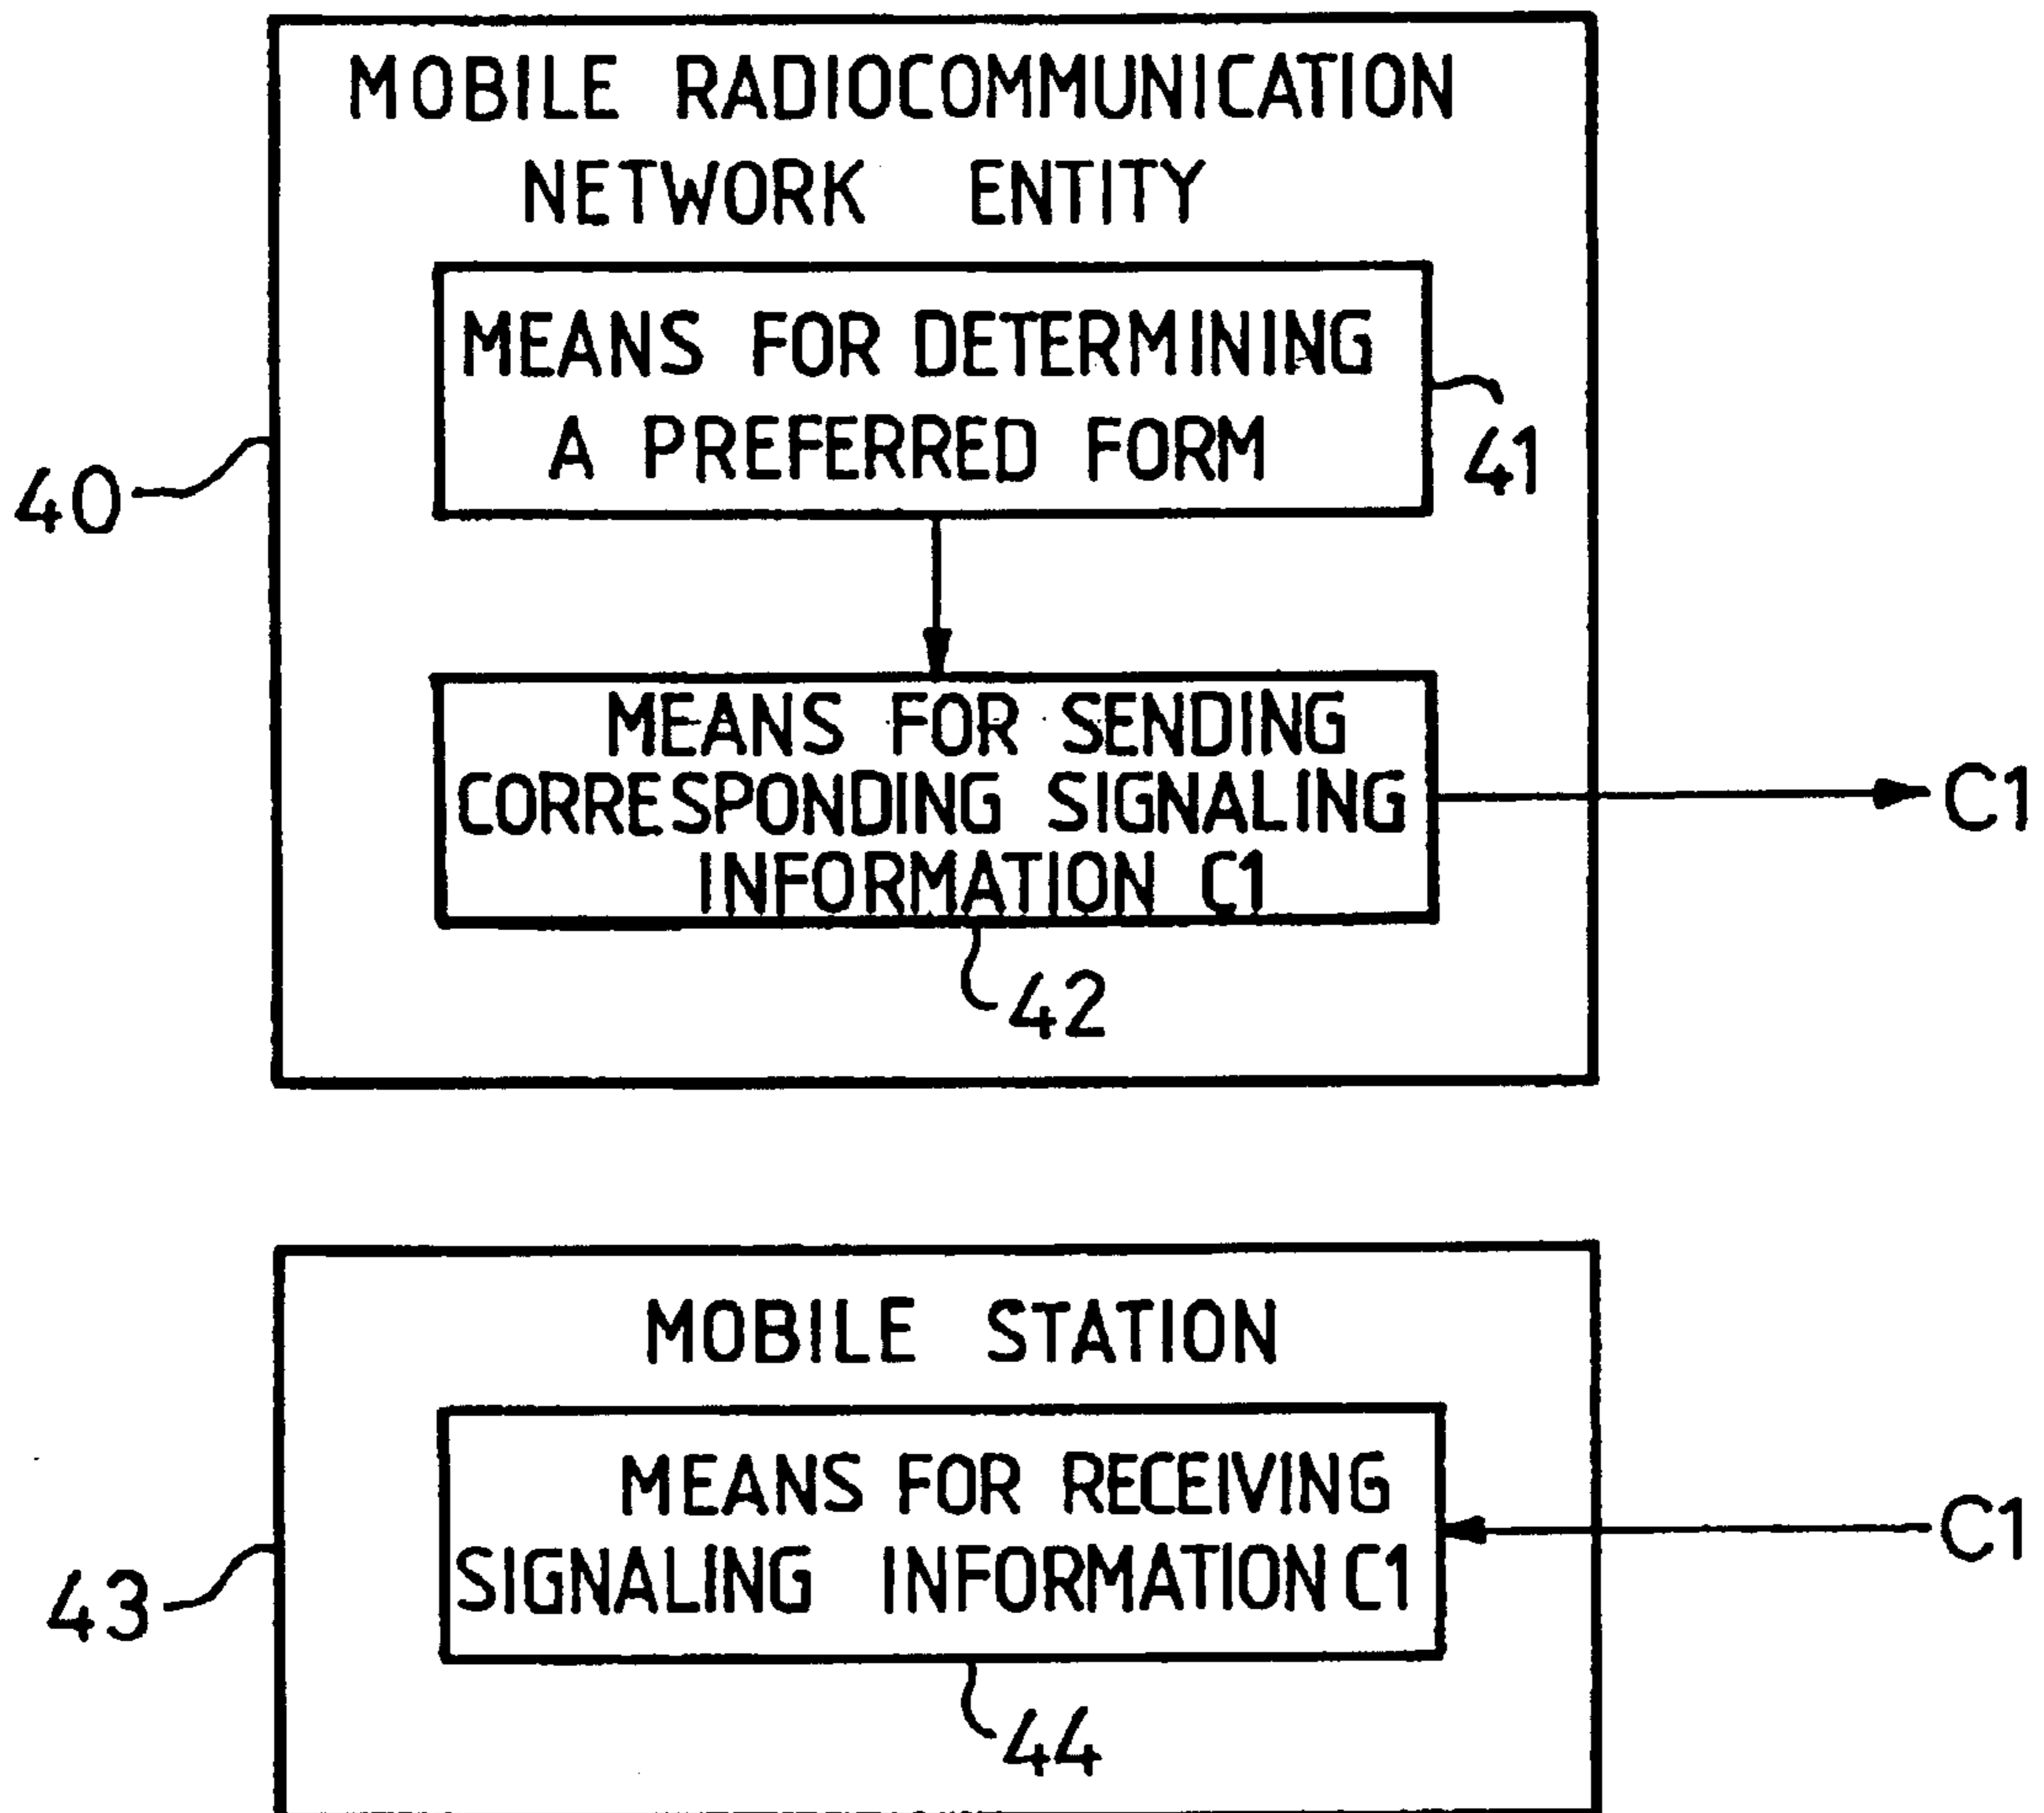 MOBILE RADIOCOMMUNICATION
NETWORK ENTITY
MEANS FOR DETERMINING
A PREFERRED FORM
41
40
MEANS FOR SENDING
CORRESPONDING SIGNALING
INFORMATION C1
C1
42
MOBILE STATION
MEANS FOR RECEIVING
SIGNALING INFORMATION C1
C1
43
44